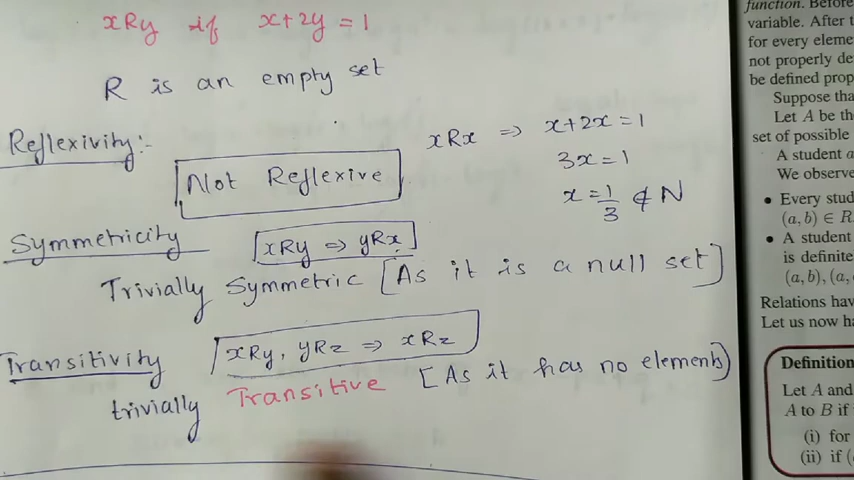 xRy if x+2y = 1
R is an empty set
Reflexivity:-
xRx ⇒ x+2x = 1
3x = 1
Not Reflexive
x = 1/3 ∉ N
Symmetricity
xRy ⇒ yRx
Trivially Symmetric [As it is a null set]
Transitivity
xRy, yRz ⇒ xRz
trivially Transitive [As it has no elements]
function. Before
variable. After t
for every eleme
not properly de
be defined prop
Suppose tha
Let A be the
set of possible
A student a
We observe
• Every stud
(a, b) ∈ R.
• A student
is definite
(a, b), (a,
Relations hav
Let us now ha
Definition
Let A and
A to B if
(i) for
(ii) if (